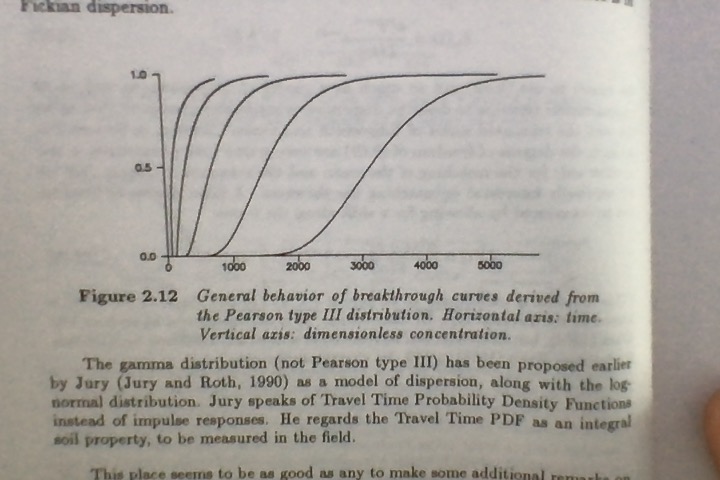 Fickian dispersion.
1.0
0.5
0.0
0 1000 2000 3000 4000 5000
Figure 2.12 General behavior of breakthrough curves derived from
the Pearson type III distribution. Horizontal axis: time.
Vertical axis: dimensionless concentration.
The gamma distribution (not Pearson type III) has been proposed earlier
by Jury (Jury and Roth, 1990) as a model of dispersion, along with the log-
normal distribution. Jury speaks of Travel Time Probability Density Functions
instead of impulse responses. He regards the Travel Time PDF as an integral
soil property, to be measured in the field.
This place seems to be as good as any to make some additional remarks on